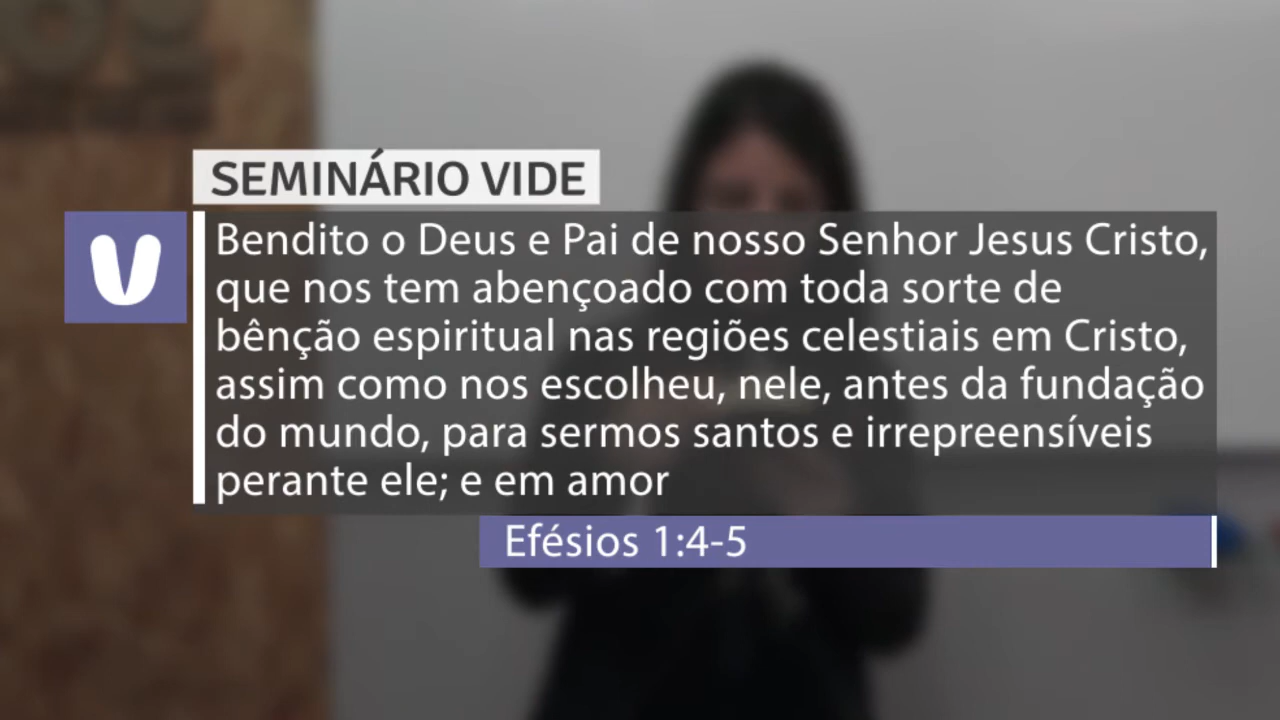 SEMINÁRIO VIDE
Bendito o Deus e Pai de nosso Senhor Jesus Cristo,
que nos tem abençoado com toda sorte de
bênção espiritual nas regiões celestiais em Cristo,
assim como nos escolheu, nele, antes da fundação
do mundo, para sermos santos e irrepreensíveis
perante ele; e em amor
Efésios 1:4-5